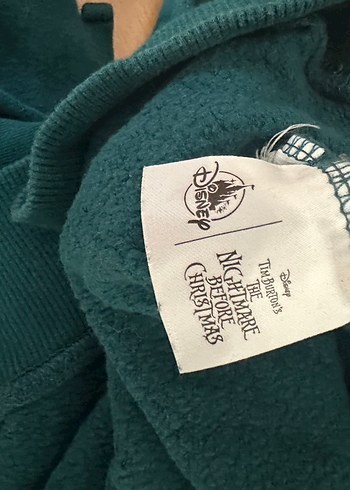 DISNEY
Disney
TIM BURTON'S
THE
NIGHTMARE
BEFORE
CHRISTMAS